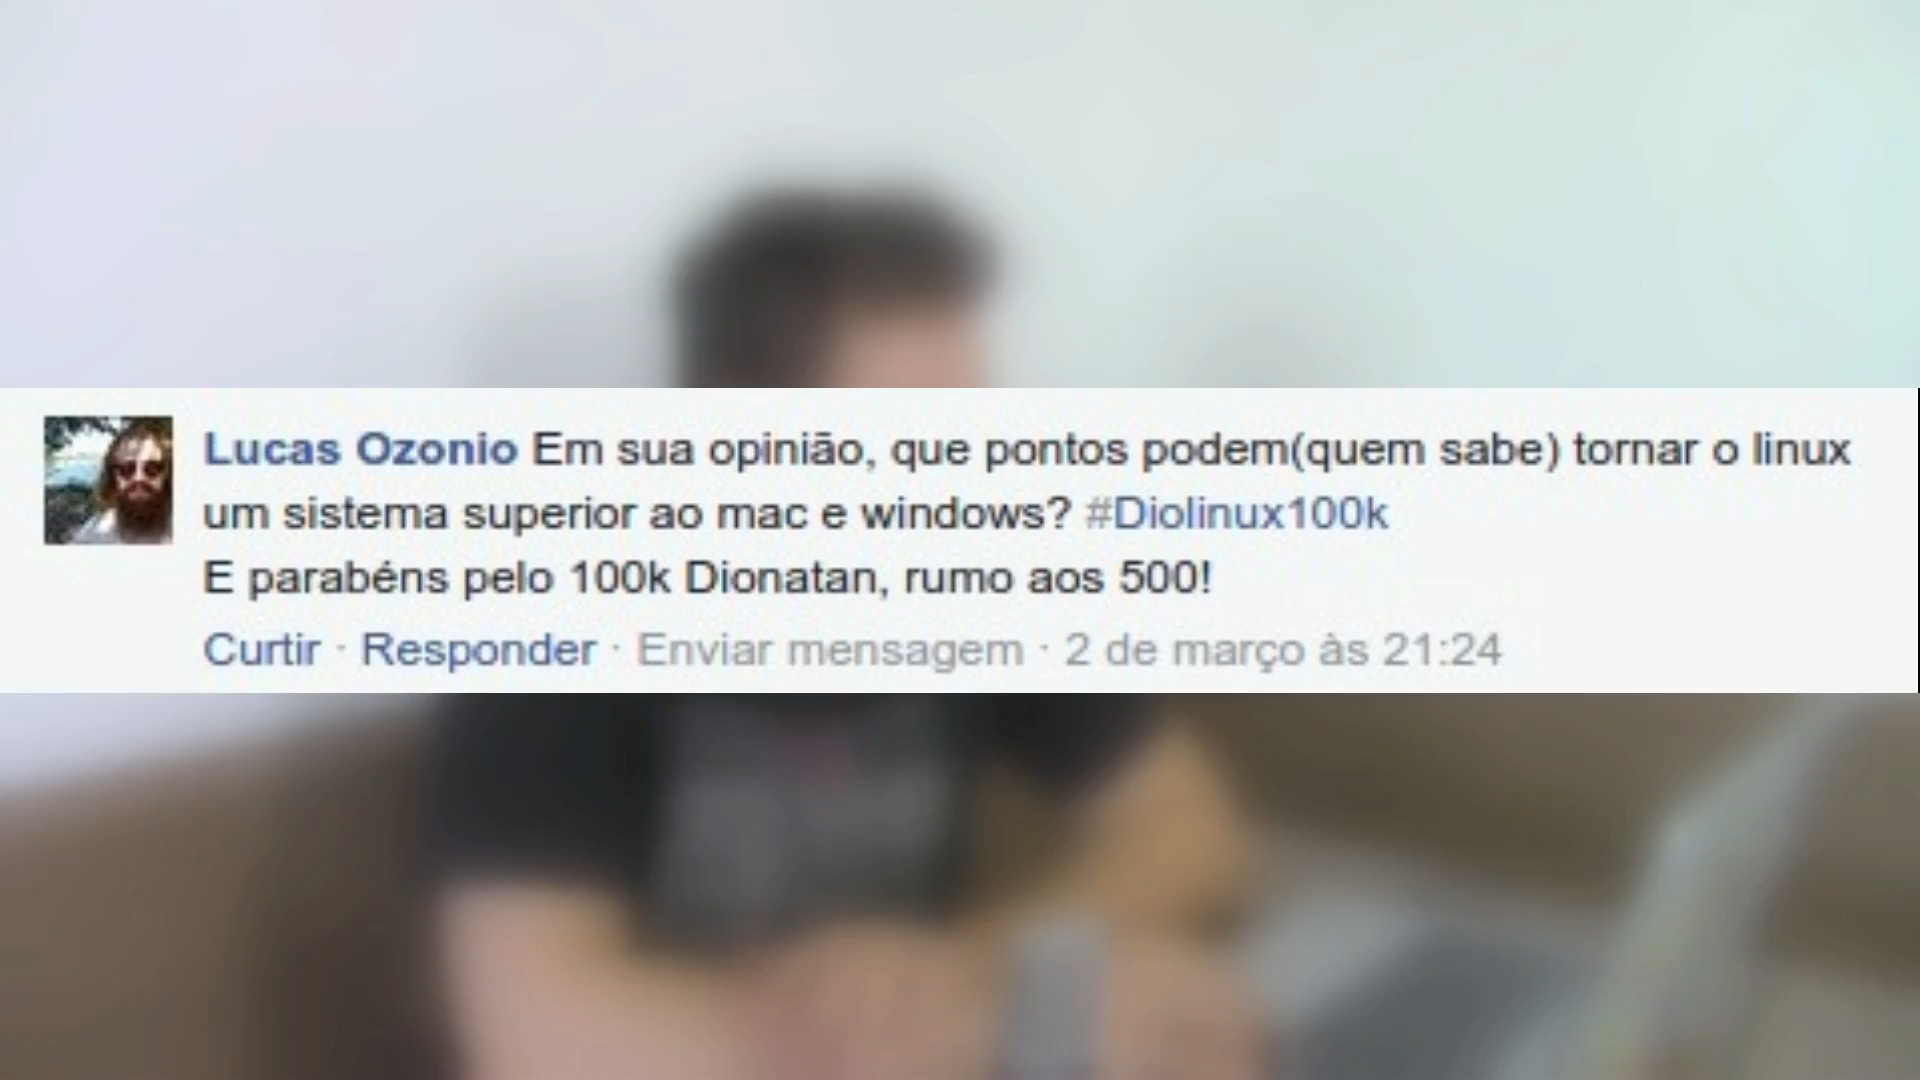 Lucas Ozonio Em sua opinião, que pontos podem(quem sabe) tornar o linux
um sistema superior ao mac e windows? #Diolinux100k
E parabéns pelo 100k Dionatan, rumo aos 500!
Curtir · Responder · Enviar mensagem · 2 de março às 21:24